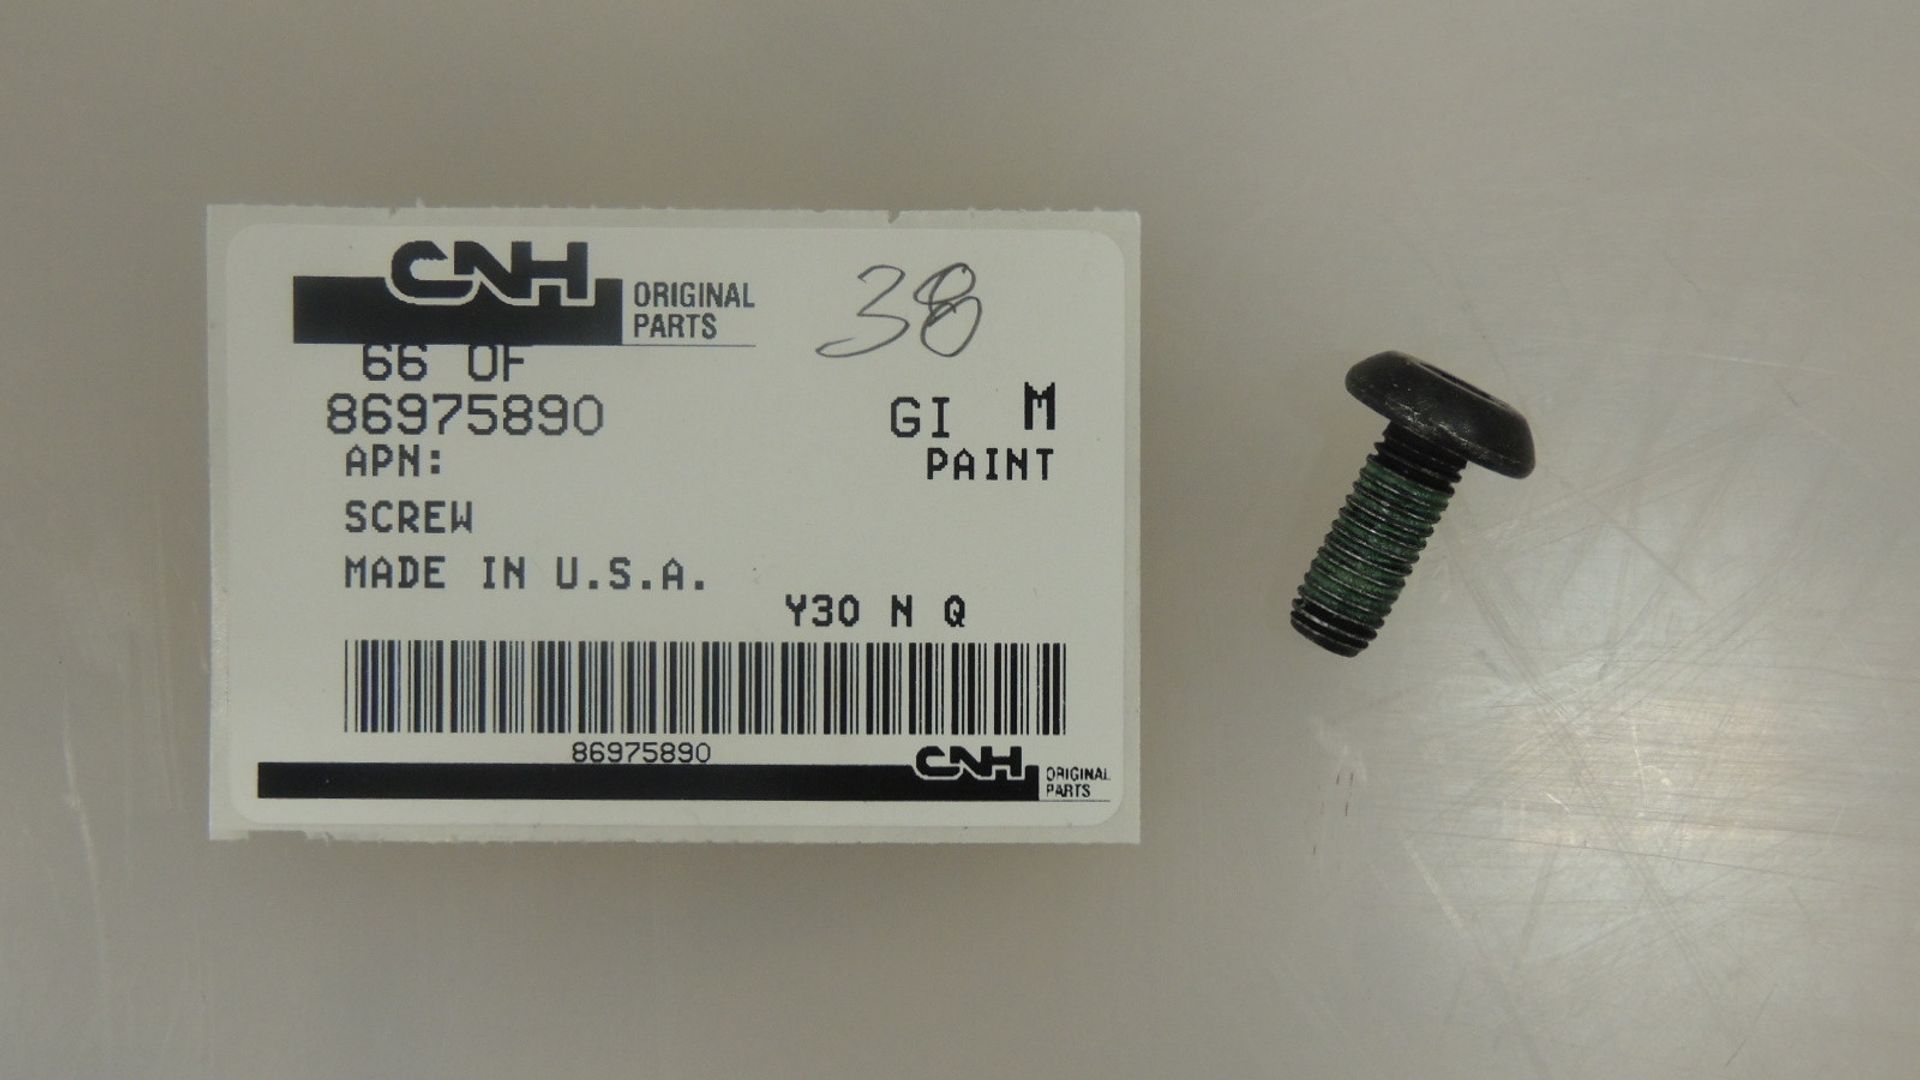 CNH ORIGINAL PARTS
38
66 OF
86975890 GI M
APN: PAINT
SCREW
MADE IN U.S.A.
Y30 N Q
86975890
CNH ORIGINAL PARTS